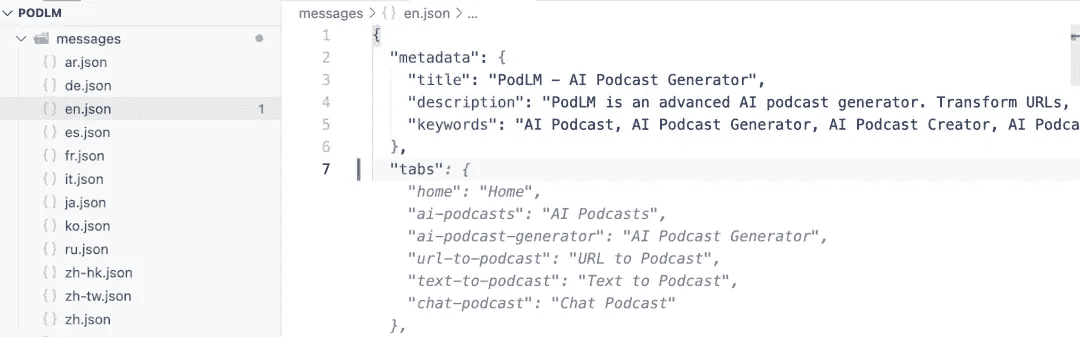 PODLM
messages
ar.json
de.json
en.json 1
es.json
fr.json
it.json
ja.json
ko.json
ru.json
zh-hk.json
zh-tw.json
zh.json
messages > {} en.json > ...
1 {
2 "metadata": {
3 "title": "PodLM - AI Podcast Generator",
4 "description": "PodLM is an advanced AI podcast generator. Transform URLs,
5 "keywords": "AI Podcast, AI Podcast Generator, AI Podcast Creator, AI Podca
6 },
7 "tabs": {
"home": "Home",
"ai-podcasts": "AI Podcasts",
"ai-podcast-generator": "AI Podcast Generator",
"url-to-podcast": "URL to Podcast",
"text-to-podcast": "Text to Podcast",
"chat-podcast": "Chat Podcast"
},